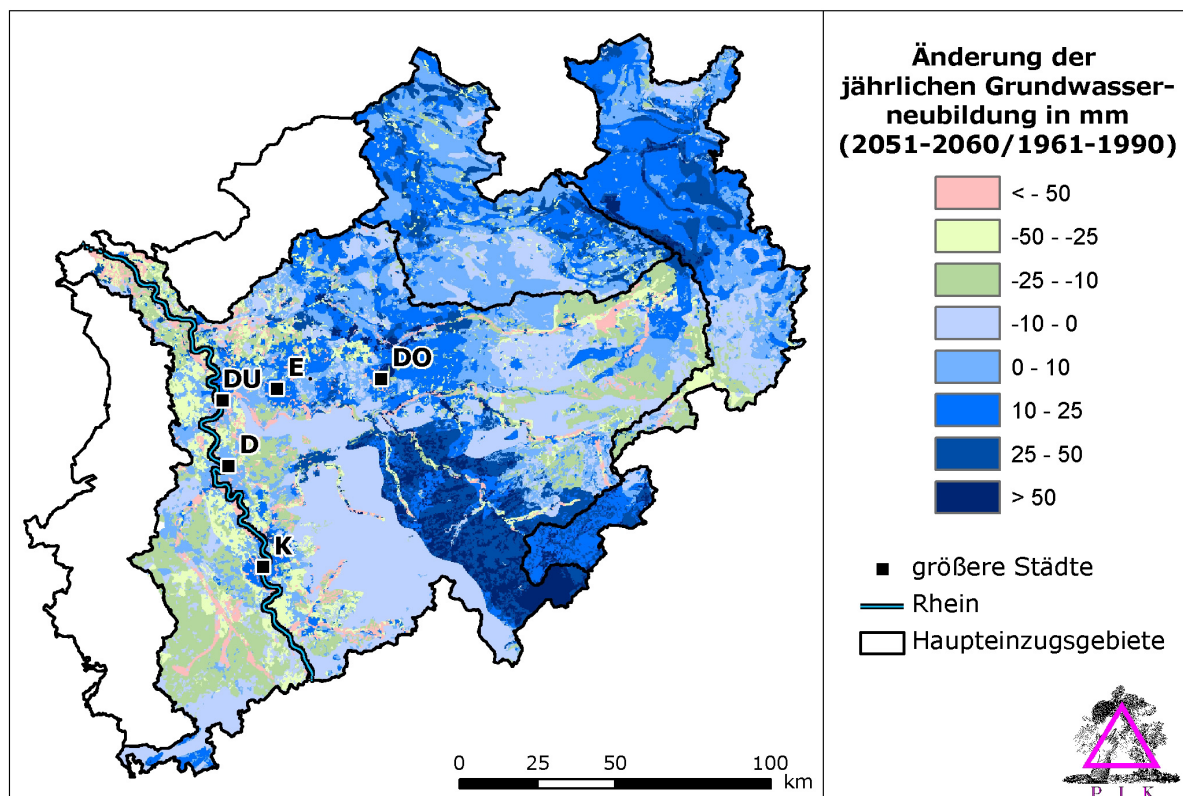 Änderung der
jährlichen Grundwasser-
neubildung in mm
(2051-2060/1961-1990)
< - 50
-50 - -25
-25 - -10
-10 - 0
0 - 10
10 - 25
25 - 50
> 50
größere Städte
Rhein
Haupteinzugsgebiete
DU
E
DO
D
K
0 25 50 100
km
P I K